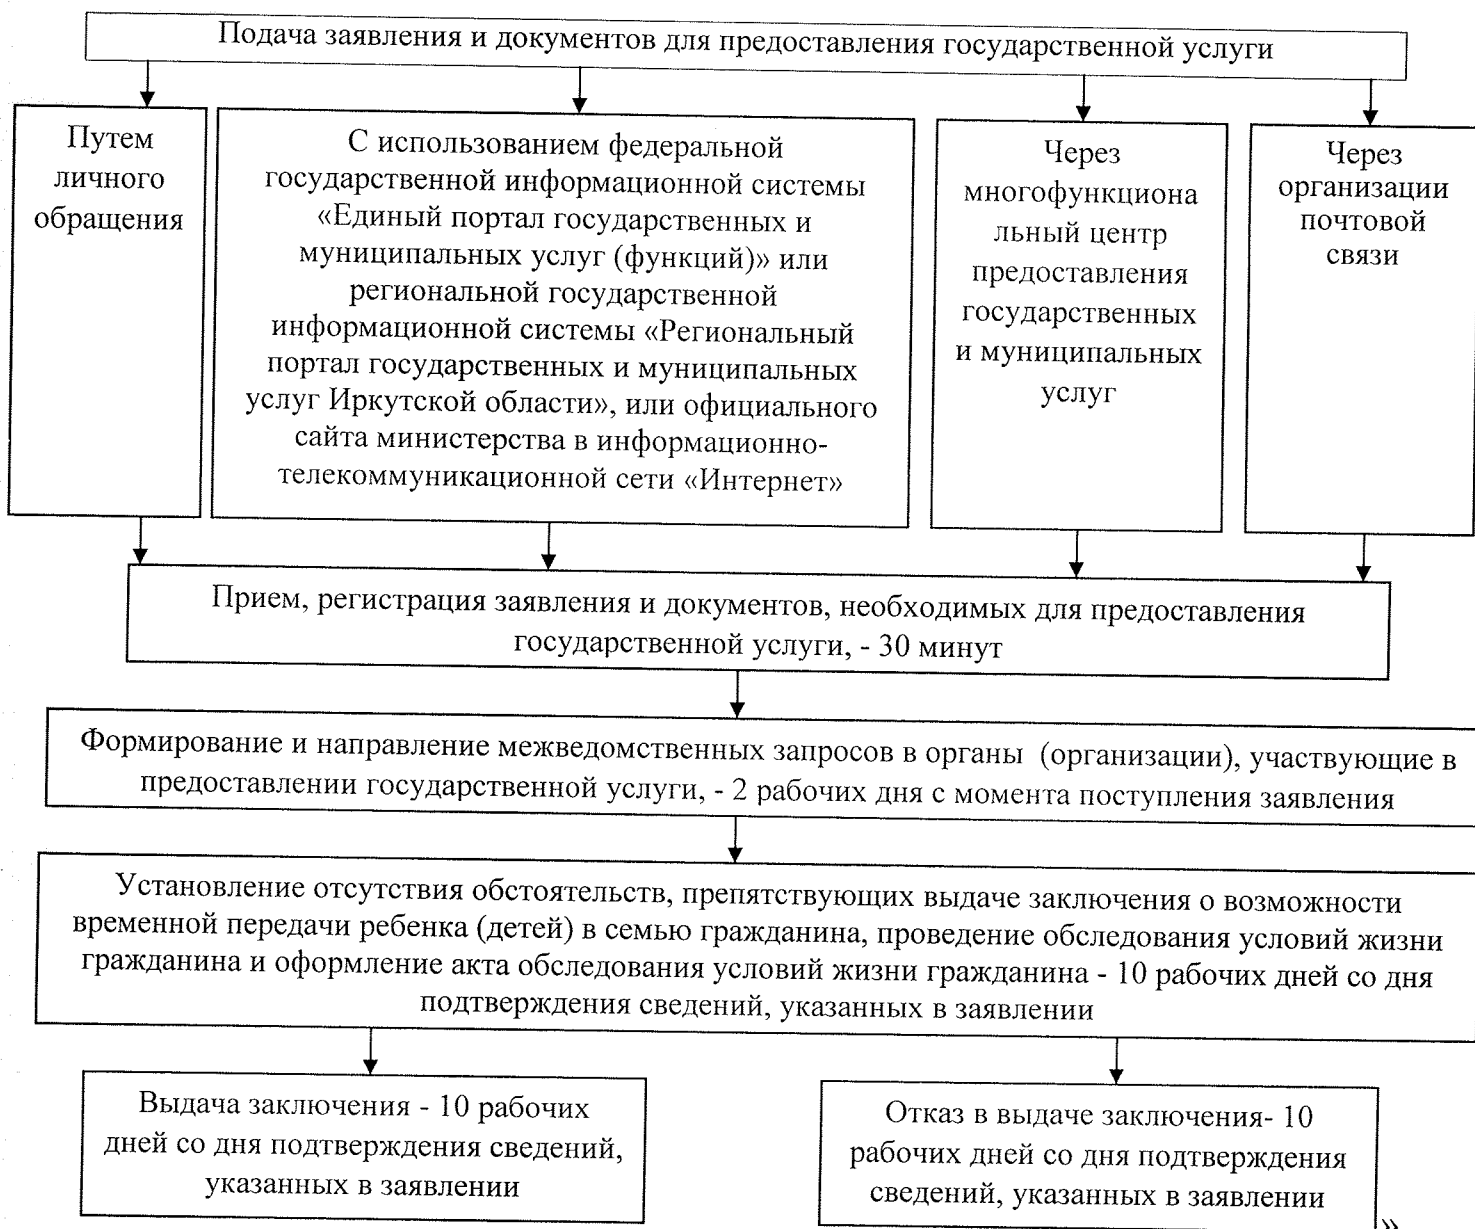 Подача заявления и документов для предоставления государственной услуги
Путем
личного
обращения
С использованием федеральной
государственной информационной системы
«Единый портал государственных и
муниципальных услуг (функций)» или
региональной государственной
информационной системы «Региональный
портал государственных и муниципальных
услуг Иркутской области», или официального
сайта министерства в информационно-
телекоммуникационной сети «Интернет»
Через
многофункциона
льный центр
предоставления
государственных
и муниципальных
услуг
Через
организации
почтовой
связи
Прием, регистрация заявления и документов, необходимых для предоставления
государственной услуги, - 30 минут
Формирование и направление межведомственных запросов в органы (организации), участвующие в
предоставлении государственной услуги, - 2 рабочих дня с момента поступления заявления
Установление отсутствия обстоятельств, препятствующих выдаче заключения о возможности
временной передачи ребенка (детей) в семью гражданина, проведение обследования условий жизни
гражданина и оформление акта обследования условий жизни гражданина - 10 рабочих дней со дня
подтверждения сведений, указанных в заявлении
Выдача заключения - 10 рабочих
дней со дня подтверждения сведений,
указанных в заявлении
Отказ в выдаче заключения- 10
рабочих дней со дня подтверждения
сведений, указанных в заявлении
»